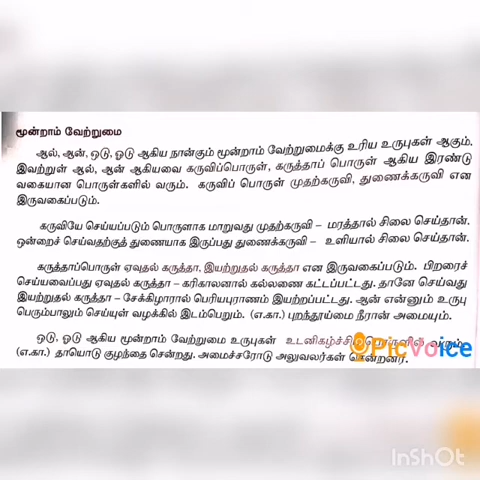 மூன்றாம் வேற்றுமை
ஆல், ஆன், ஒடு, ஓடு ஆகிய நான்கும் மூன்றாம் வேற்றுமைக்கு உரிய உருபுகள் ஆகும்.
இவற்றுள் ஆல், ஆன் ஆகியவை கருவிப்பொருள், கருத்தாப் பொருள் ஆகிய இரண்டு
வகையான பொருள்களில் வரும். கருவிப் பொருள் முதற்கருவி, துணைக்கருவி என
இருவகைப்படும்.
கருவியே செய்யப்படும் பொருளாக மாறுவது முதற்கருவி – மரத்தால் சிலை செய்தான்.
ஒன்றைச் செய்வதற்குத் துணையாக இருப்பது துணைக்கருவி – உளியால் சிலை செய்தான்.
கருத்தாப்பொருள் ஏவுதல் கருத்தா, இயற்றுதல் கருத்தா என இருவகைப்படும். பிறரைச்
செய்யவைப்பது ஏவுதல் கருத்தா - கரிகாலனால் கல்லணை கட்டப்பட்டது. தானே செய்வது
இயற்றுதல் கருத்தா – சேக்கிழாரால் பெரியபுராணம் இயற்றப்பட்டது. ஆன் என்னும் உருபு
பெரும்பாலும் செய்யுள் வழக்கில் இடம்பெறும். (எ.கா.) புறந்தூய்மை நீரான் அமையும்.
ஒடு, ஓடு ஆகிய மூன்றாம் வேற்றுமை உருபுகள் உடனிகழ்ச்சிப் பொருளில் வரும்.
(எ.கா.) தாயொடு குழந்தை சென்றது. அமைச்சரோடு அலுவலர்கள் சென்றனர்.
PicVoice
InShOt